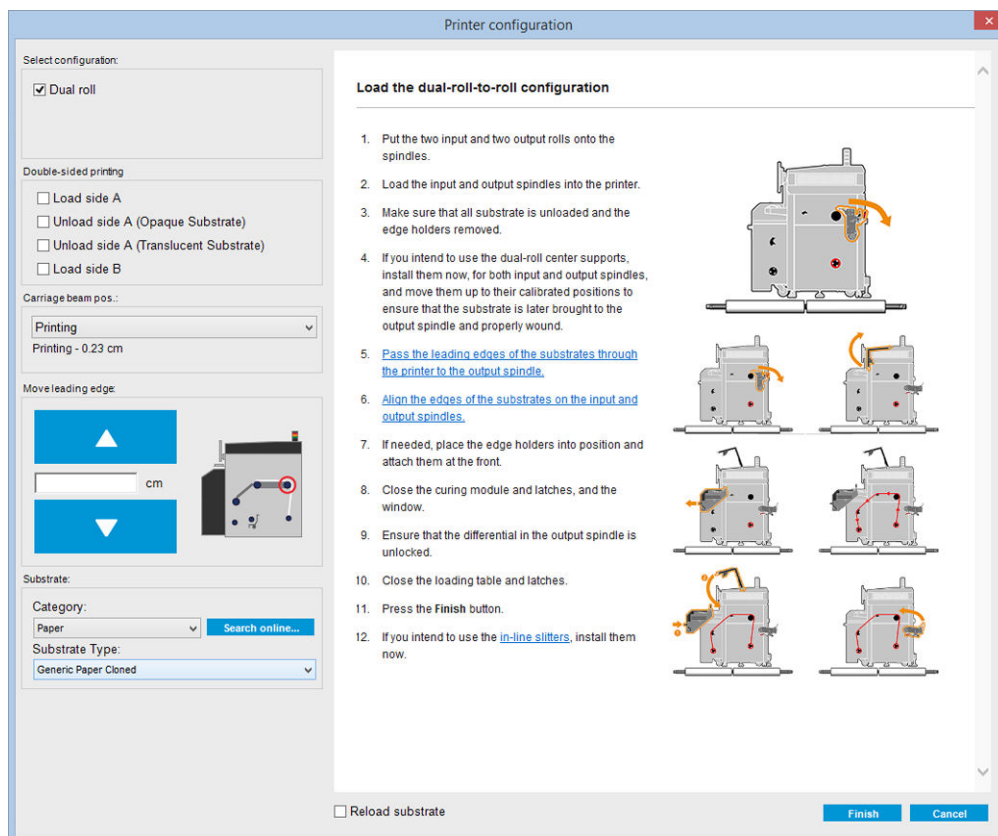 Printer configuration
Select configuration:
Dual roll
Double-sided printing
Load side A
Unload side A (Opaque Substrate)
Unload side A (Translucent Substrate)
Load side B
Carriage beam pos.:
Printing
Printing - 0.23 cm
Move leading edge:
cm
Substrate:
Category:
Paper
Search online...
Substrate Type:
Generic Paper Cloned
Load the dual-roll-to-roll configuration
1. Put the two input and two output rolls onto the
spindles.
2. Load the input and output spindles into the printer.
3. Make sure that all substrate is unloaded and the
edge holders removed.
4. If you intend to use the dual-roll center supports,
install them now, for both input and output spindles,
and move them up to their calibrated positions to
ensure that the substrate is later brought to the
output spindle and properly wound.
5. Pass the leading edges of the substrates through
the printer to the output spindle.
6. Align the edges of the substrates on the input and
output spindles.
7. If needed, place the edge holders into position and
attach them at the front.
8. Close the curing module and latches, and the
window.
9. Ensure that the differential in the output spindle is
unlocked.
10. Close the loading table and latches.
11. Press the Finish button.
12. If you intend to use the in-line slitters, install them
now.
Reload substrate
Finish
Cancel